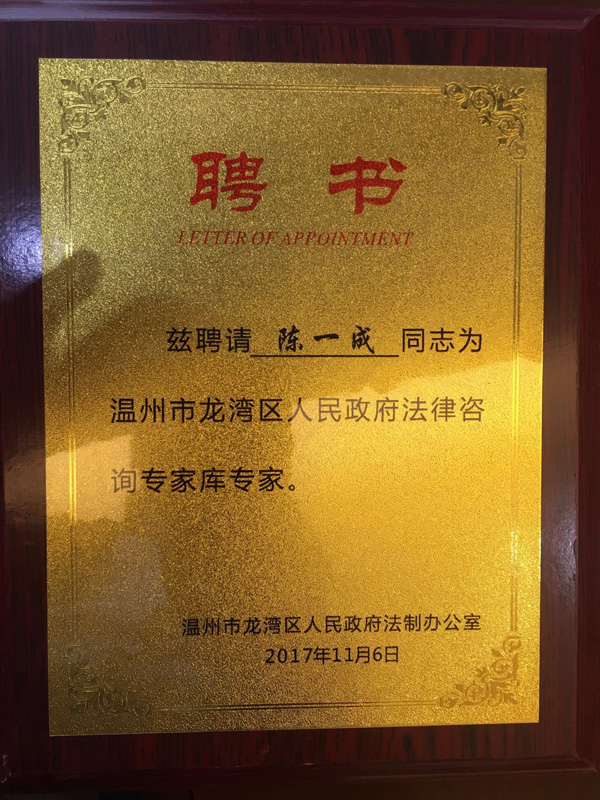 聘书
LETTER OF APPOINTMENT
兹聘请 陈一成 同志为
温州市龙湾区人民政府法律咨
询专家库专家。
温州市龙湾区人民政府法制办公室
2017年11月6日